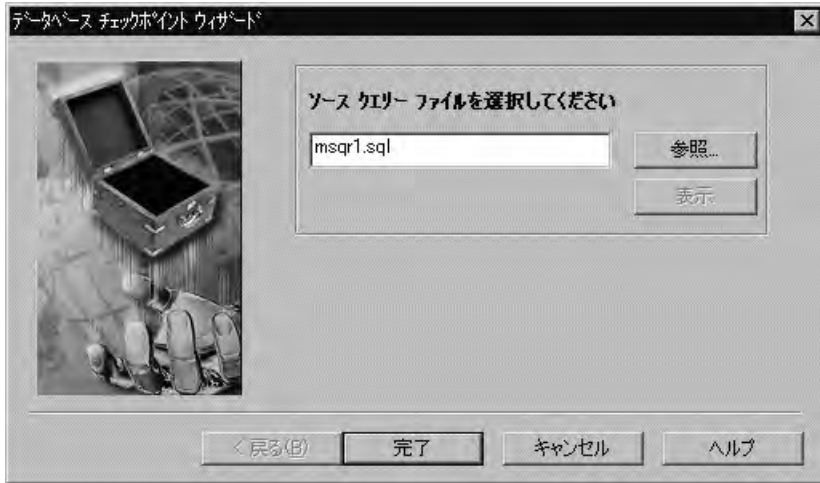 データベース チェックポイント ウィザード
ソース クエリー ファイルを選択してください
msqr1.sql
参照...
表示
< 戻る(B)
完了
キャンセル
ヘルプ